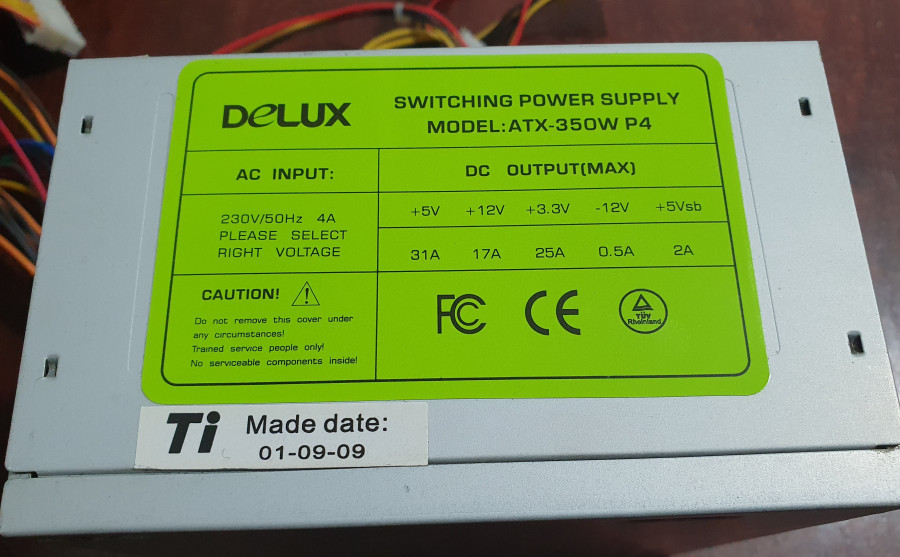 DeLUX
SWITCHING POWER SUPPLY
MODEL:ATX-350W P4
AC INPUT:
230V/50Hz 4A
PLEASE SELECT
RIGHT VOLTAGE
DC OUTPUT(MAX)
+5V +12V +3.3V -12V +5Vsb
31A 17A 25A 0.5A 2A
CAUTION!
Do not remove this cover under
any circumstances!
Trained service people only!
No serviceable components inside!
FC CE TÜV
Rheinland
Ti Made date:
01-09-09